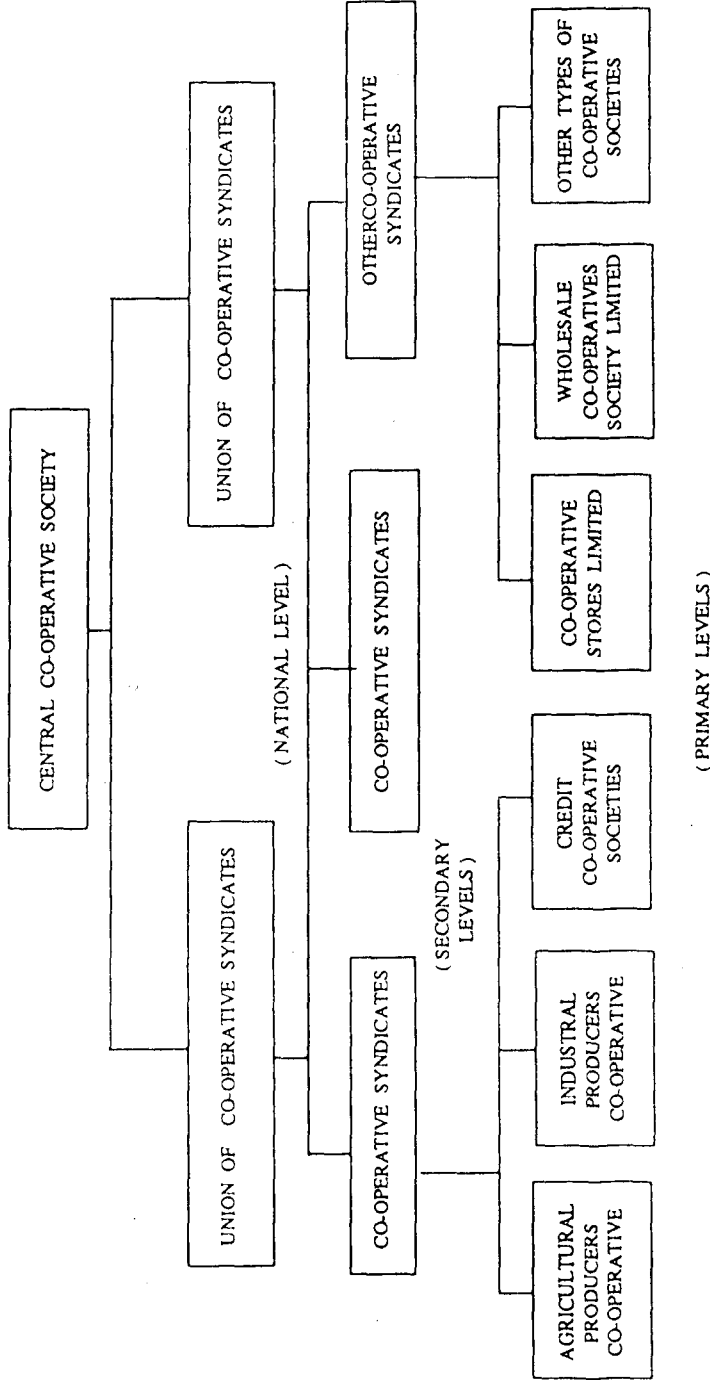 CENTRAL CO-OPERATIVE SOCIETY
UNION OF CO-OPERATIVE SYNDICATES
UNION OF CO-OPERATIVE SYNDICATES
( NATIONAL LEVEL )
CO-OPERATIVE SYNDICATES
CO-OPERATIVE SYNDICATES
OTHERCO-OPERATIVE
SYNDICATES
( SECONDARY
LEVELS )
AGRICULTURAL
PRODUCERS
CO-OPERATIVE
INDUSTRAL
PRODUCERS
CO-OPERATIVE
CREDIT
CO-OPERATIVE
SOCIETIES
CO-OPERATIVE
STORES LIMITED
WHOLESALE
CO-OPERATIVES
SOCIETY LIMITED
OTHER TYPES OF
CO-OPERATIVE
SOCIETIES
( PRIMARY LEVELS )